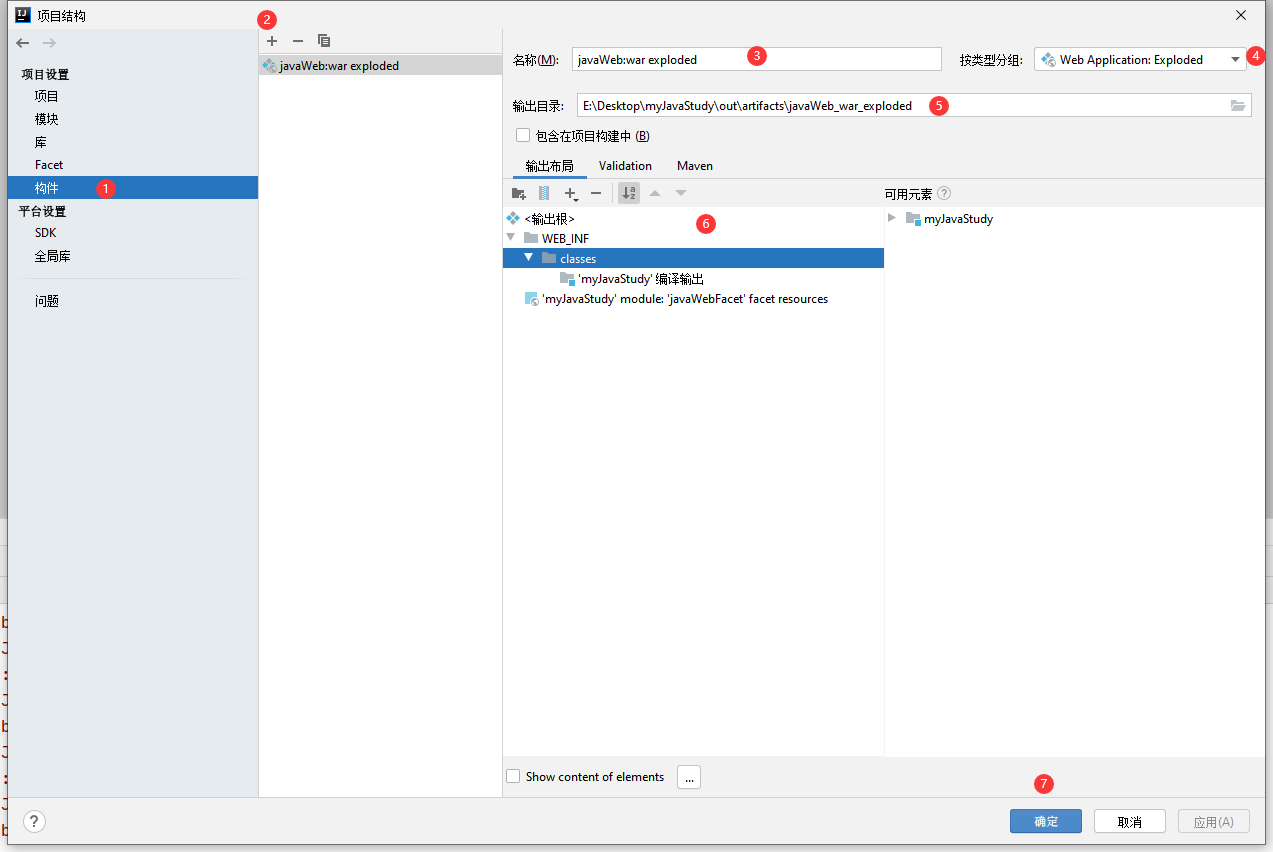 项目结构
2
项目设置
项目
模块
库
Facet
构件
1
平台设置
SDK
全局库
问题
javaWeb:war exploded
名称(M):
javaWeb:war exploded
3
按类型分组:
Web Application: Exploded
4
输出目录:
E:\Desktop\myJavaStudy\out\artifacts\javaWeb_war_exploded
5
包含在项目构建中 (B)
输出布局 Validation Maven
<输出根>
6
WEB_INF
classes
'myJavaStudy' 编译输出
'myJavaStudy' module: 'javaWebFacet' facet resources
可用元素 ?
myJavaStudy
Show content of elements
...
7
?
确定 取消 应用(A)